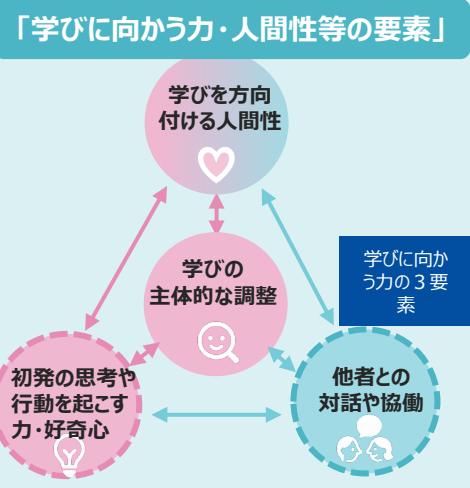 「学びに向かう力・人間性等の要素」
学びを方向
付ける人間性
学びに向か
う力の３要
素
学びの
主体的な調整
初発の思考や
行動を起こす
力・好奇心
他者との
対話や協働